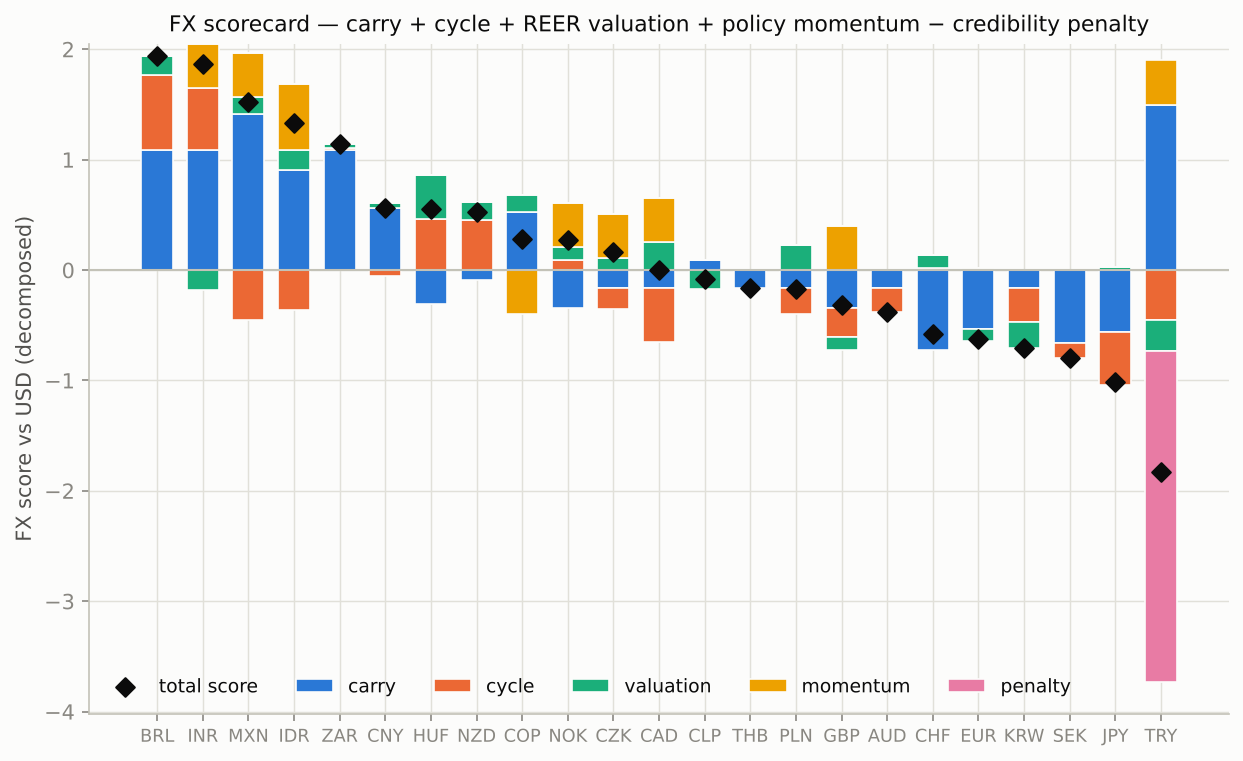 FX scorecard — carry + cycle + REER valuation + policy momentum − credibility penalty
FX score vs USD (decomposed)
2
1
0
−1
−2
−3
−4
total score carry cycle valuation momentum penalty
BRL INR MXN IDR ZAR CNY HUF NZD COP NOK CZK CAD CLP THB PLN GBP AUD CHF EUR KRW SEK JPY TRY